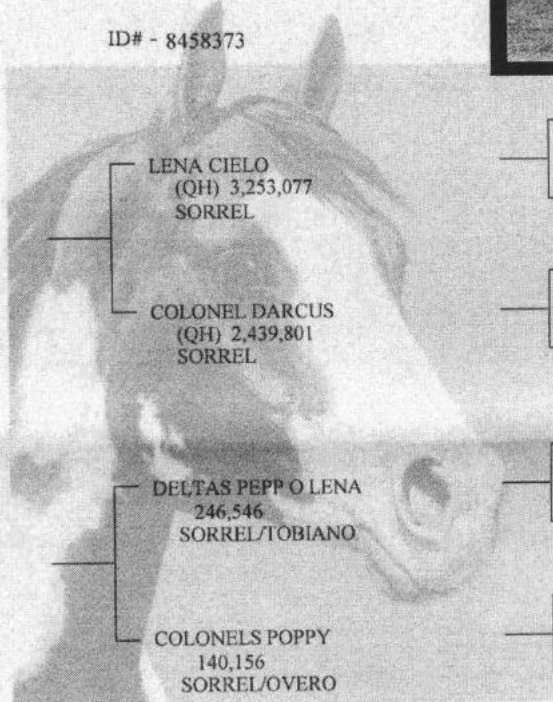 ID# - 8458373
LENA CIELO
(QH) 3,253,077
SORREL
COLONEL DARCUS
(QH) 2,439,801
SORREL
DELTAS PEPP O LENA
246,546
SORREL/TOBIANO
COLONELS POPPY
140,156
SORREL/OVERO